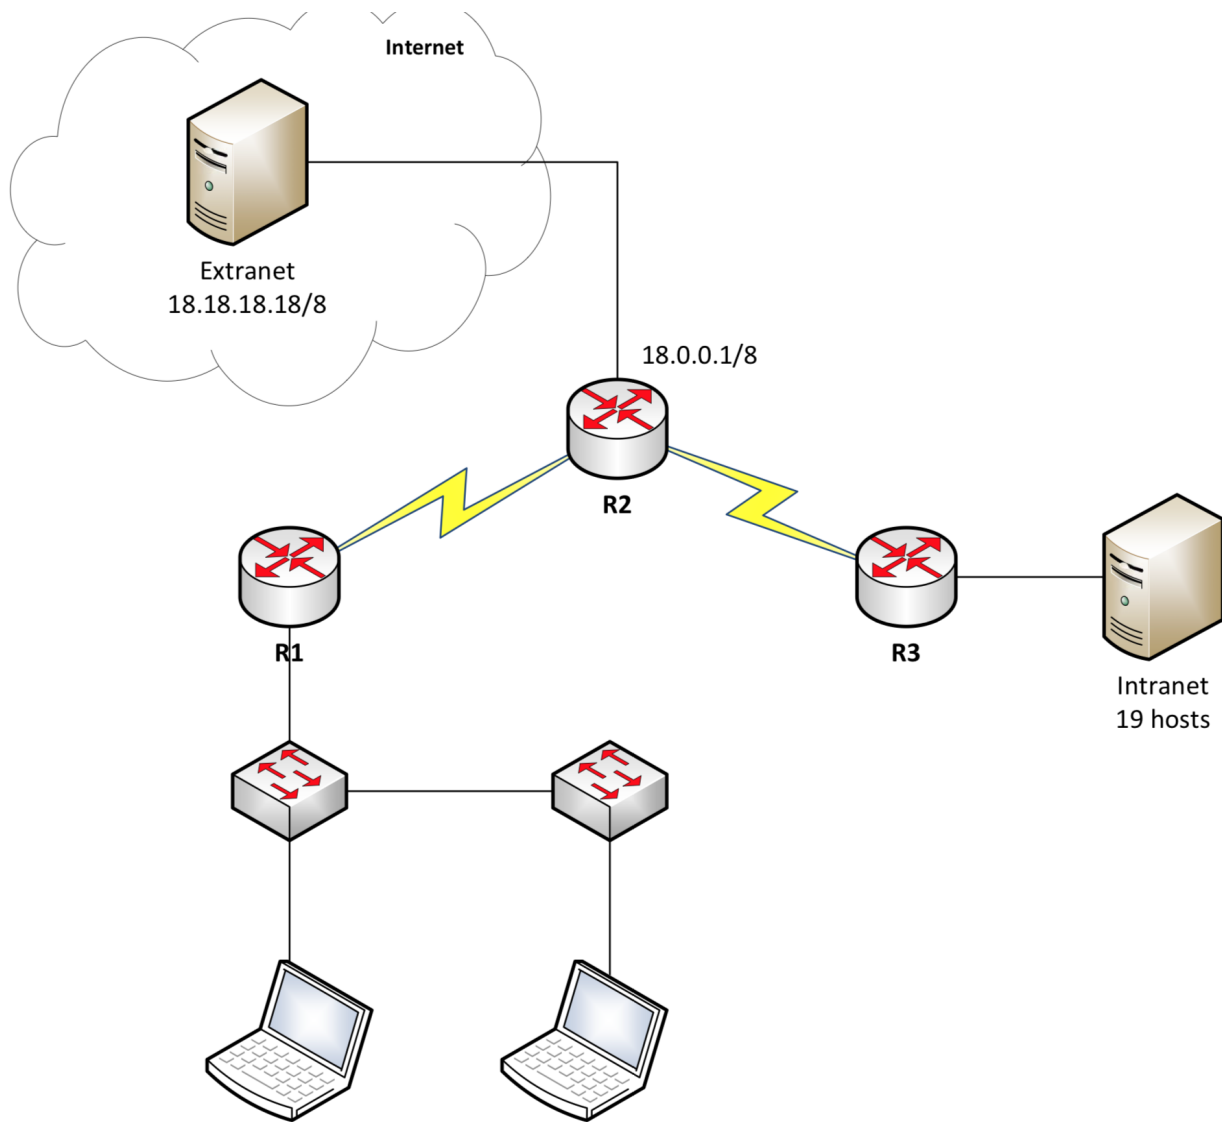 Internet
Extranet
18.18.18.18/8
18.0.0.1/8
R2
R1
R3
Intranet
19 hosts